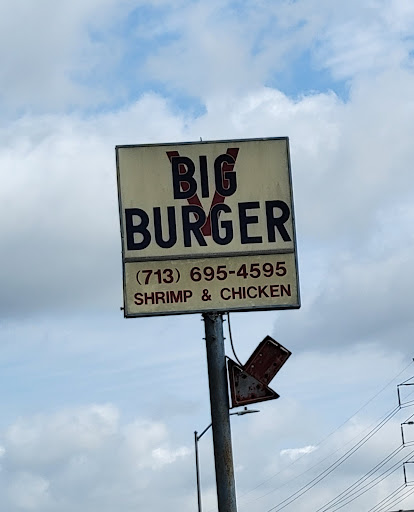 BIG
V
BURGER
(713) 695-4595
SHRIMP & CHICKEN